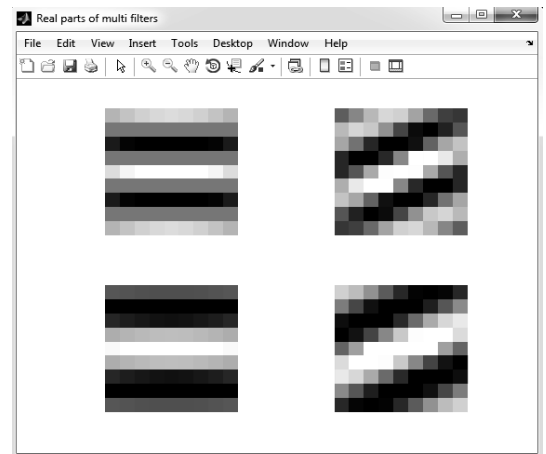 Real parts of multi filters
File Edit View Insert Tools Desktop Window Help